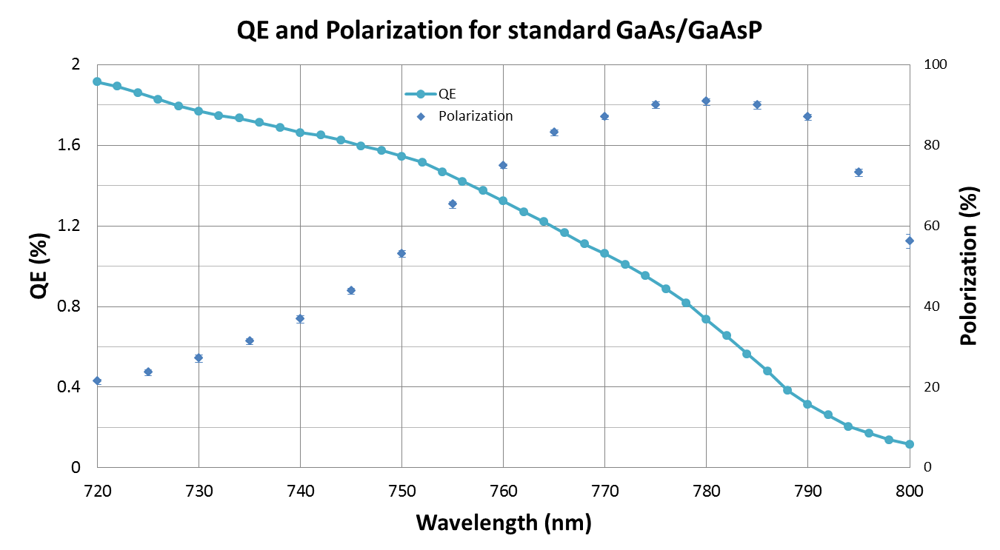 QE and Polarization for standard GaAs/GaAsP
2
1.6
1.2
0.8
0.4
0
QE (%)
QE
Polarization
100
80
60
40
20
0
Polorization (%)
720 730 740 750 760 770 780 790 800
Wavelength (nm)